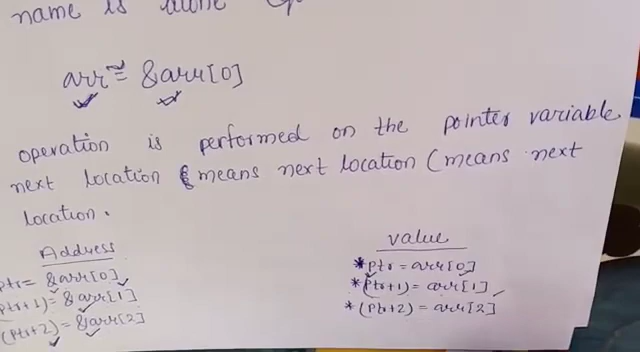 name is
arr = &arr[0]
operation is performed on the pointer variable
next location (means next location (means next
location.
Address
ptr = &arr[0]
ptr+1) = &arr[1]
(ptr+2) = &arr[2]
value
*ptr = arr[0]
*(ptr+1) = arr[1]
*(ptr+2) = arr[2]